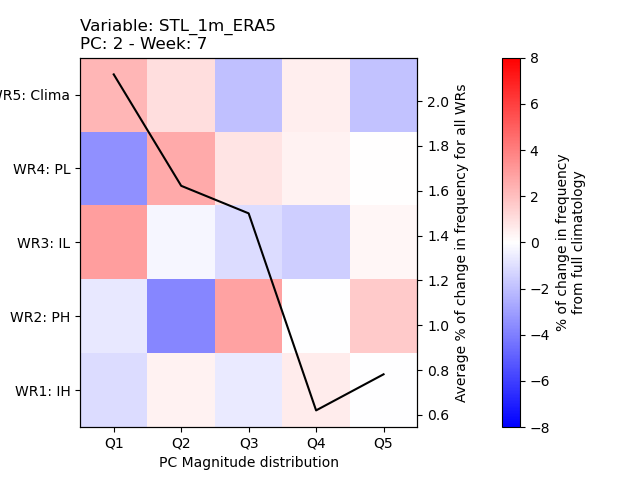 Variable: STL_1m_ERA5
PC: 2 - Week: 7
WR5: Clima
WR4: PL
WR3: IL
WR2: PH
WR1: IH
Q1 Q2 Q3 Q4 Q5
PC Magnitude distribution
2.0
1.8
1.6
1.4
1.2
1.0
0.8
0.6
Average % of change in frequency for all WRs
8
6
4
2
0
−2
−4
−6
−8
% of change in frequency
from full climatology